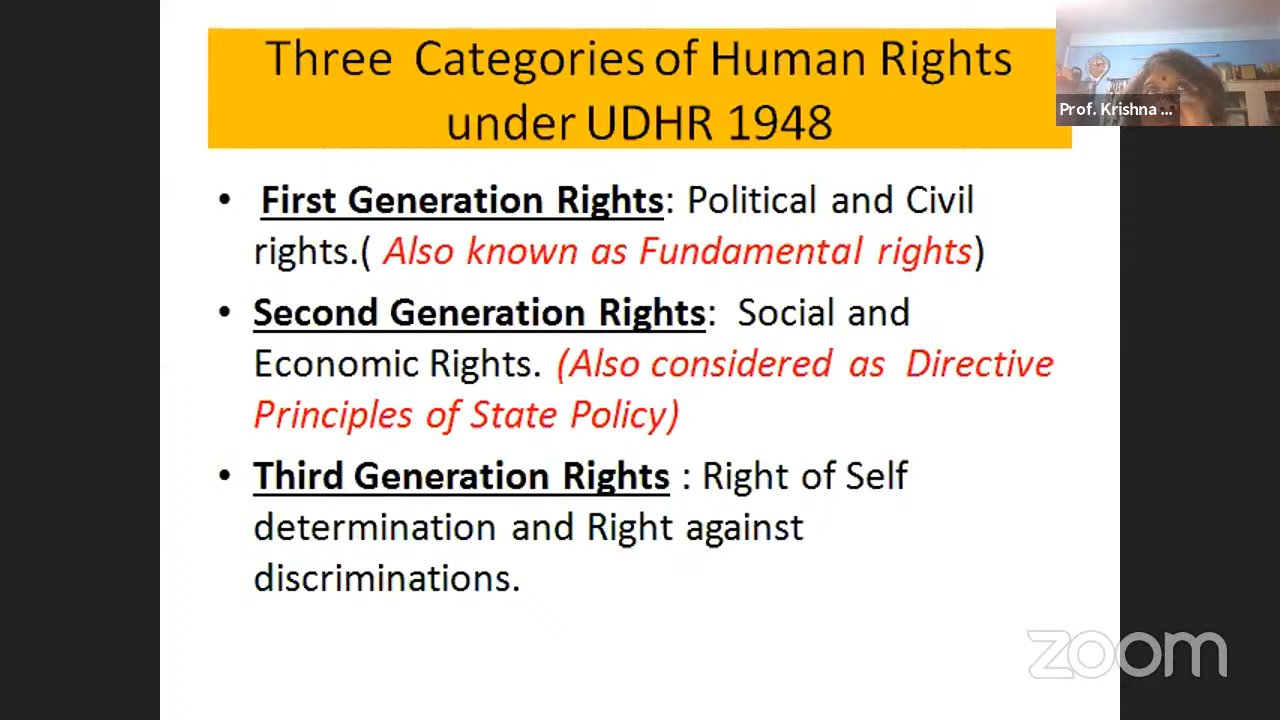 Three Categories of Human Rights
under UDHR 1948
Prof. Krishna ...
• First Generation Rights: Political and Civil
rights.( Also known as Fundamental rights)
• Second Generation Rights: Social and
Economic Rights. (Also considered as Directive
Principles of State Policy)
• Third Generation Rights : Right of Self
determination and Right against
discriminations.
zoom